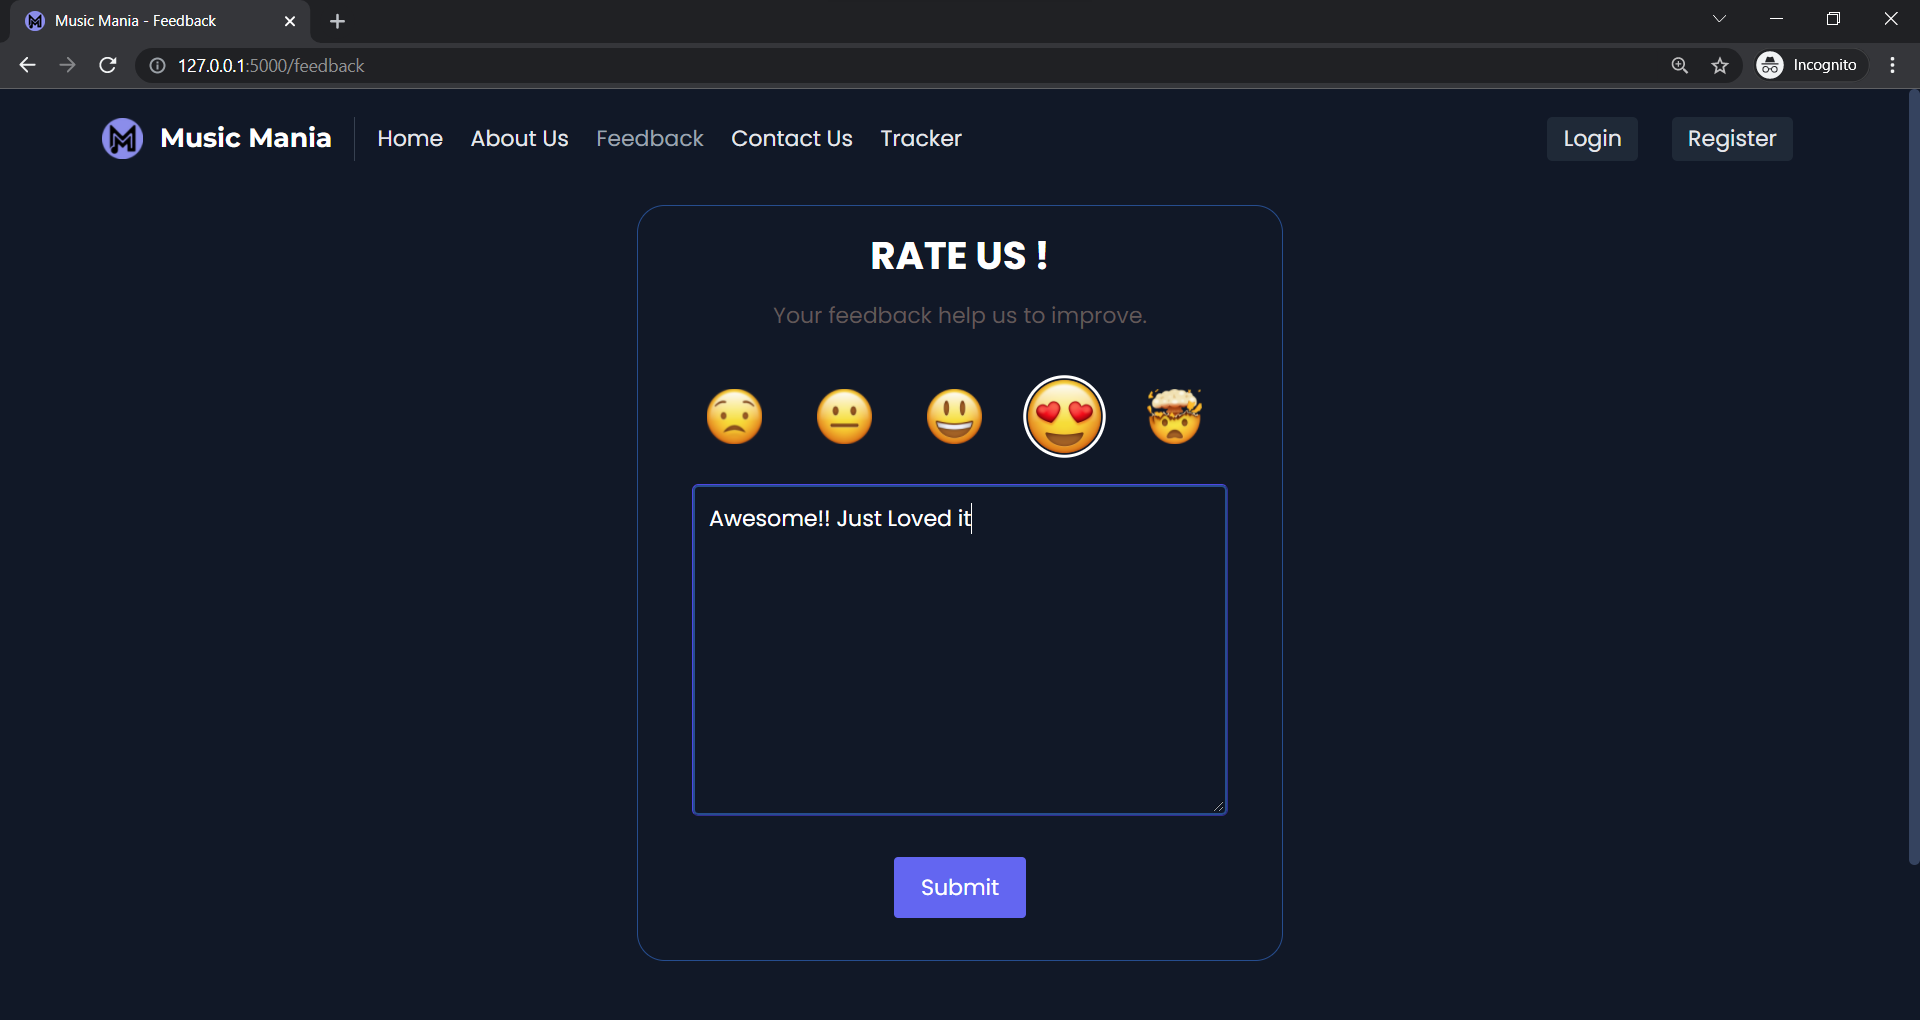 Music Mania - Feedback
127.0.0.1:5000/feedback
Incognito
Music Mania Home About Us Feedback Contact Us Tracker Login Register
RATE US !
Your feedback help us to improve.
Awesome!! Just Loved it
Submit